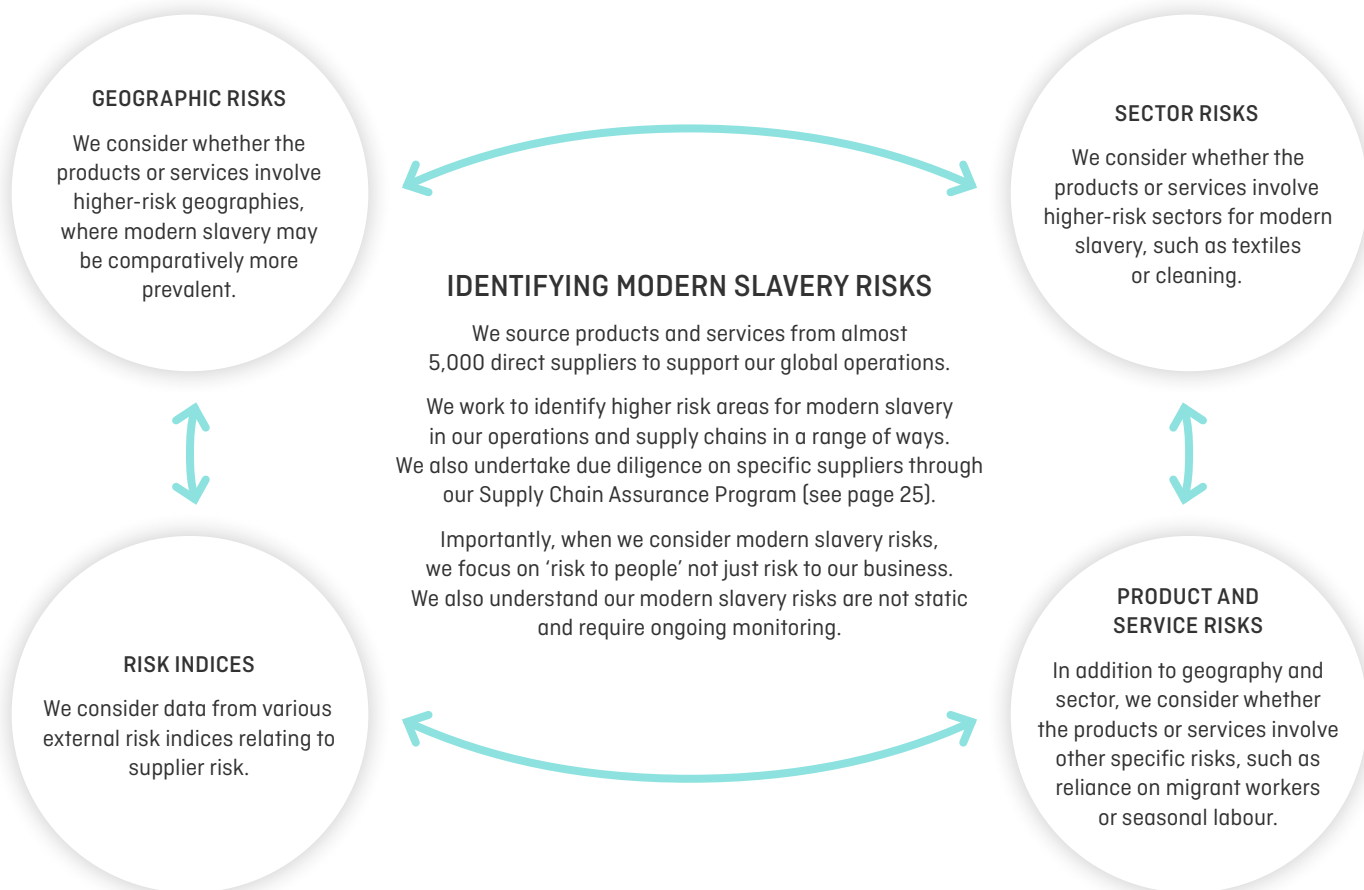 GEOGRAPHIC RISKS
We consider whether the
products or services involve
higher-risk geographies,
where modern slavery may
be comparatively more
prevalent.
SECTOR RISKS
We consider whether the
products or services involve
higher-risk sectors for modern
slavery, such as textiles
or cleaning.
IDENTIFYING MODERN SLAVERY RISKS
We source products and services from almost
5,000 direct suppliers to support our global operations.
We work to identify higher risk areas for modern slavery
in our operations and supply chains in a range of ways.
We also undertake due diligence on specific suppliers through
our Supply Chain Assurance Program (see page 25).
Importantly, when we consider modern slavery risks,
we focus on ‘risk to people’ not just risk to our business.
We also understand our modern slavery risks are not static
and require ongoing monitoring.
RISK INDICES
We consider data from various
external risk indices relating to
supplier risk.
PRODUCT AND
SERVICE RISKS
In addition to geography and
sector, we consider whether
the products or services involve
other specific risks, such as
reliance on migrant workers
or seasonal labour.